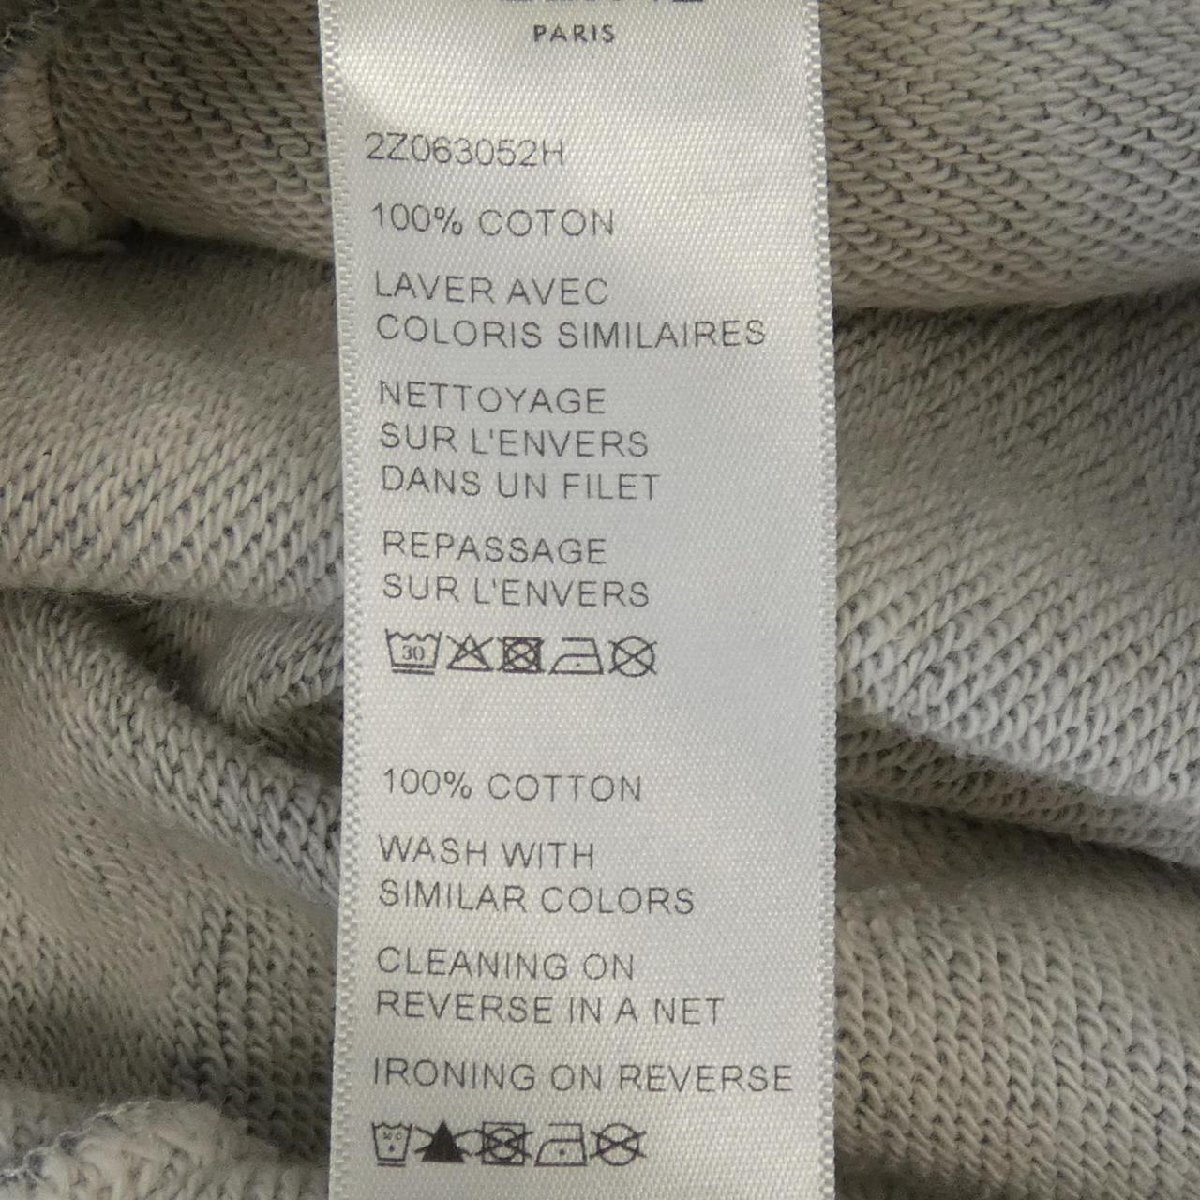 PARIS
2Z063052H
100% COTON
LAVER AVEC
COLORIS SIMILAIRES
NETTOYAGE
SUR L'ENVERS
DANS UN FILET
REPASSAGE
SUR L'ENVERS
30
100% COTTON
WASH WITH
SIMILAR COLORS
CLEANING ON
REVERSE IN A NET
IRONING ON REVERSE